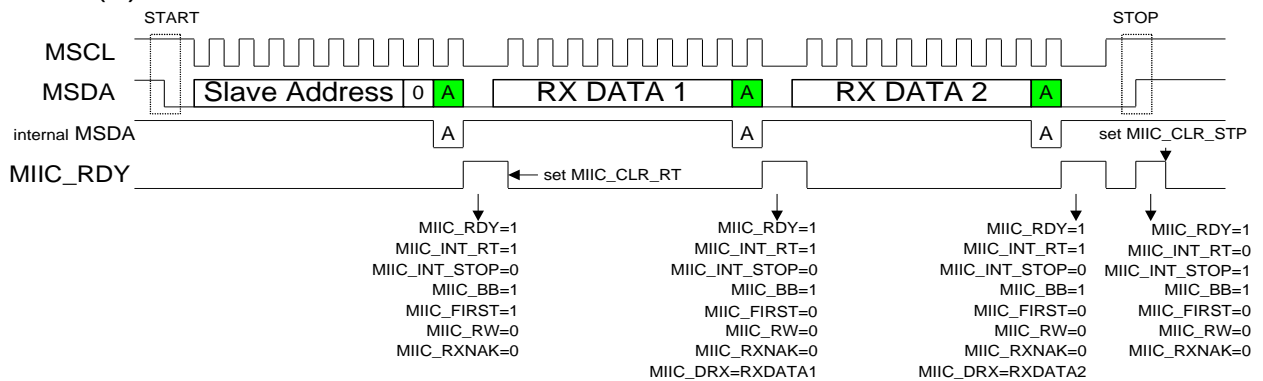 START
STOP
MSCL
MSDA
Slave Address 0 A RX DATA 1 A RX DATA 2 A
internal MSDA
A A A
set MIIC_CLR_STP
MIIC_RDY
set MIIC_CLR_RT
MIIC_RDY=1
MIIC_INT_RT=1
MIIC_INT_STOP=0
MIIC_BB=1
MIIC_FIRST=1
MIIC_RW=0
MIIC_RXNAK=0
MIIC_RDY=1
MIIC_INT_RT=1
MIIC_INT_STOP=0
MIIC_BB=1
MIIC_FIRST=0
MIIC_RW=0
MIIC_RXNAK=0
MIIC_DRX=RXDATA1
MIIC_RDY=1
MIIC_INT_RT=1
MIIC_INT_STOP=0
MIIC_BB=1
MIIC_FIRST=0
MIIC_RW=0
MIIC_RXNAK=0
MIIC_DRX=RXDATA2
MIIC_RDY=1
MIIC_INT_RT=0
MIIC_INT_STOP=1
MIIC_BB=1
MIIC_FIRST=0
MIIC_RW=0
MIIC_RXNAK=0